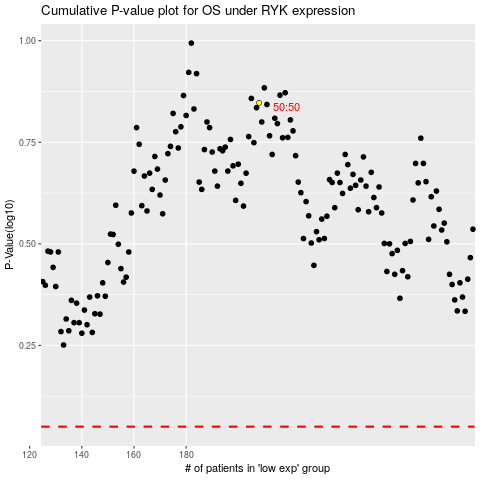 Cumulative P-value plot for OS under RYK expression
1.00
50:50
0.75
P-Value(log10)
0.50
0.25
120 140 160 180
# of patients in 'low exp' group